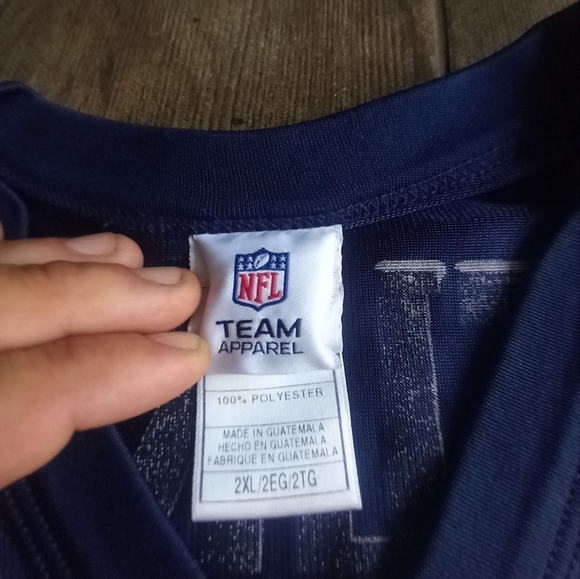 NFL
TEAM
APPAREL
100% POLYESTER
MADE IN GUATEMALA
HECHO EN GUATEMALA
FABRIQUE EN GUATEMALA
2XL/2EG/2TG